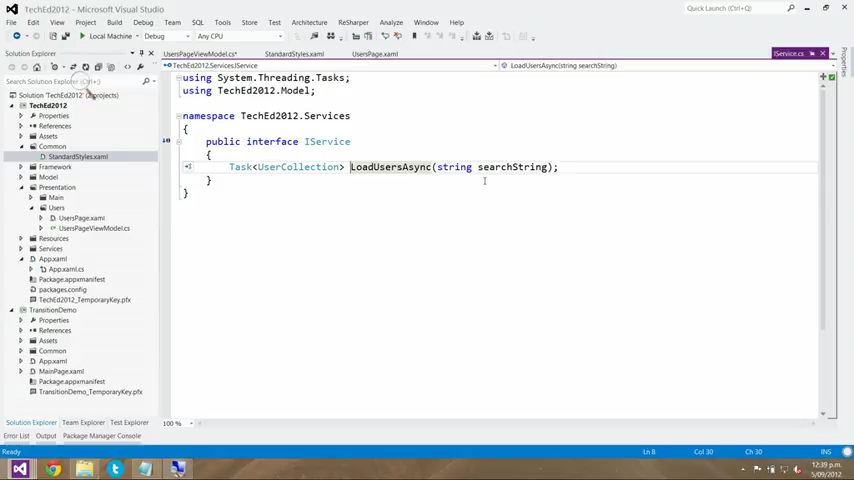 TechEd2012 - Microsoft Visual Studio
Quick Launch (Ctrl+Q)
File Edit View Project Build Debug Team SQL Tools Store Test Architecture ReSharper Analyze Window Help
Local Machine Debug Any CPU
Solution Explorer
UsersPageViewModel.cs* StandardStyles.xaml UsersPage.xaml IService.cs
TechEd2012.Services.IService LoadUsersAsync(string searchString)
Search Solution Explorer (Ctrl+;)
Solution 'TechEd2012' (2 projects)
TechEd2012
Properties
References
Assets
Common
StandardStyles.xaml
Framework
Model
Presentation
Main
Users
UsersPage.xaml
UsersPageViewModel.cs
Resources
Services
App.xaml
App.xaml.cs
Package.appxmanifest
packages.config
TechEd2012_TemporaryKey.pfx
TransitionDemo
Properties
References
Assets
Common
App.xaml
MainPage.xaml
Package.appxmanifest
TransitionDemo_TemporaryKey.pfx
using System.Threading.Tasks;
using TechEd2012.Model;
namespace TechEd2012.Services
{
public interface IService
{
Task<UserCollection> LoadUsersAsync(string searchString);
}
}
Properties
100 %
Solution Explorer Team Explorer Test Explorer
Error List Output Package Manager Console
Ready Ln 8 Col 30 Ch 30 INS
12:39 p.m.
5/09/2012